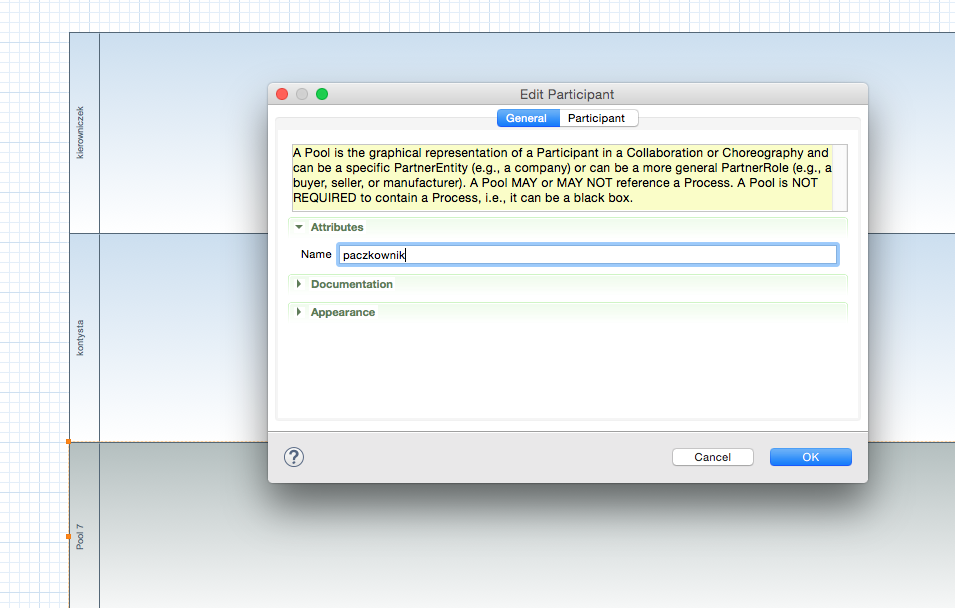 Edit Participant
General Participant
A Pool is the graphical representation of a Participant in a Collaboration or Choreography and
can be a specific PartnerEntity (e.g., a company) or can be a more general PartnerRole (e.g., a
buyer, seller, or manufacturer). A Pool MAY or MAY NOT reference a Process. A Pool is NOT
REQUIRED to contain a Process, i.e., it can be a black box.
Attributes
Name paczkownik
Documentation
Appearance
? Cancel OK
kierowniczek
kontysta
Pool 7